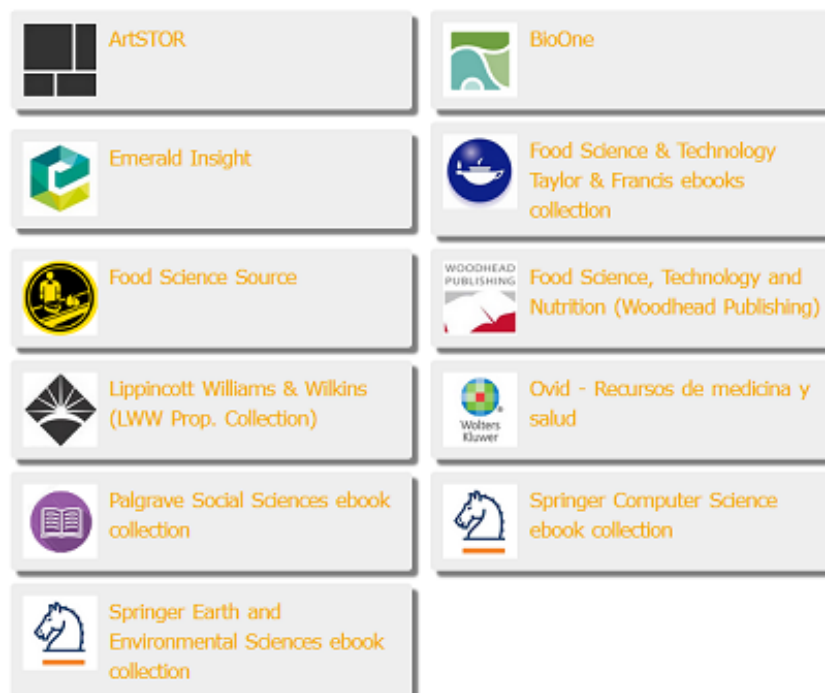 ArtSTOR
BioOne
Emerald Insight
Food Science & Technology
Taylor & Francis ebooks
collection
Food Science Source
WOODHEAD
PUBLISHING
Food Science, Technology and
Nutrition (Woodhead Publishing)
Lippincott Williams & Wilkins
(LWW Prop. Collection)
Wolters
Kluwer
Ovid - Recursos de medicina y
salud
Palgrave Social Sciences ebook
collection
Springer Computer Science
ebook collection
Springer Earth and
Environmental Sciences ebook
collection